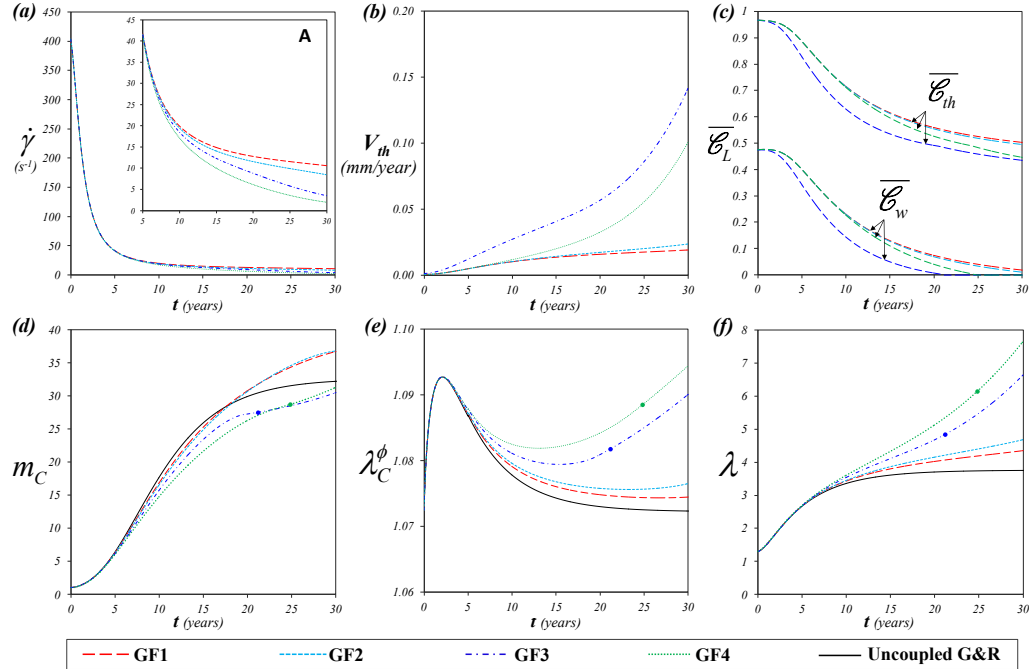 (a)
450
400
350
300
250
200
150
100
50
0
γ̇
(s⁻¹)
0 5 10 15 20 25 30
t (years)
A
45
40
35
30
25
20
15
10
5
0
5 10 15 20 25 30
(b)
0.20
0.15
0.10
0.05
0.00
V_th
(mm/year)
0 5 10 15 20 25 30
t (years)
(c)
1
0.9
0.8
0.7
0.6
0.5
0.4
0.3
0.2
0.1
0
𝒞_L
𝒞_th
𝒞_w
0 5 10 15 20 25 30
t (years)
(d)
40
35
30
25
20
15
10
5
0
m_C
0 5 10 15 20 25 30
t (years)
(e)
1.10
1.09
1.08
1.07
1.06
λ_C^ϕ
0 5 10 15 20 25 30
t (years)
(f)
8
7
6
5
4
3
2
1
λ
0 5 10 15 20 25 30
t (years)
GF1 GF2 GF3 GF4 Uncoupled G&R